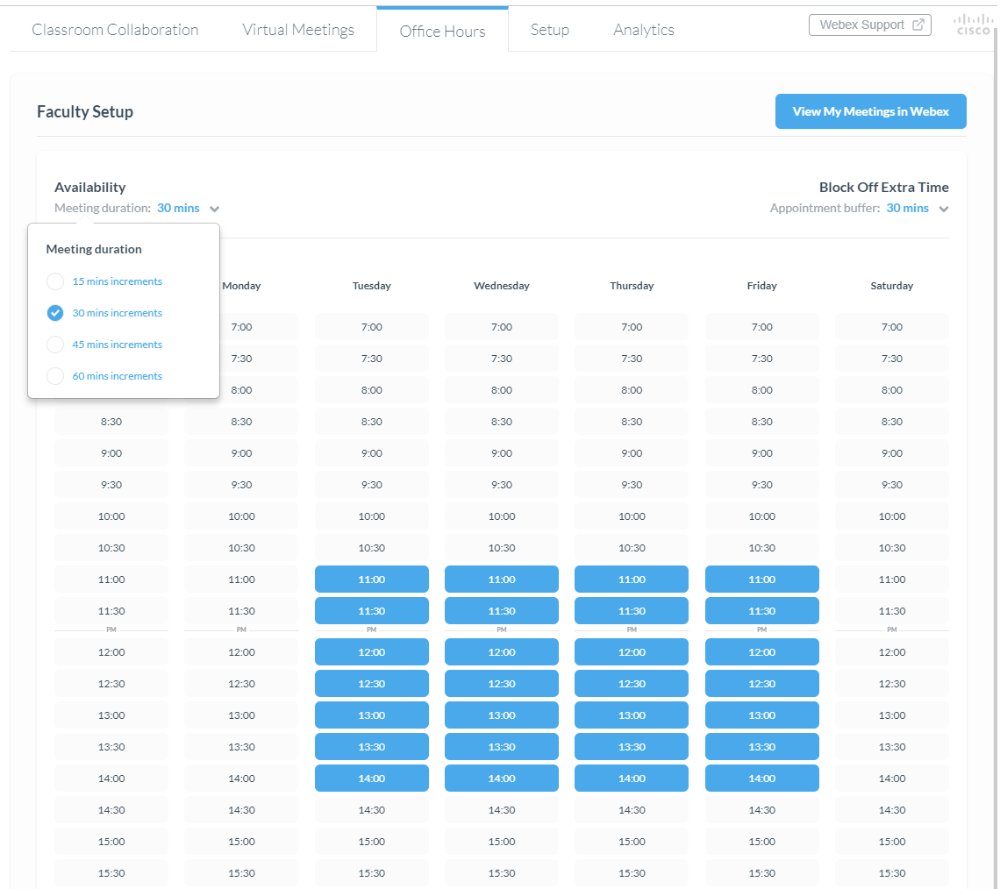 Classroom Collaboration Virtual Meetings Office Hours Setup Analytics Webex Support
CISCO
Faculty Setup View My Meetings in Webex
Availability Block Off Extra Time
Meeting duration: 30 mins Appointment buffer: 30 mins
Meeting duration
15 mins increments
30 mins increments
45 mins increments
60 mins increments
Monday Tuesday Wednesday Thursday Friday Saturday
7:00 7:00 7:00 7:00 7:00 7:00
7:30 7:30 7:30 7:30 7:30 7:30
8:00 8:00 8:00 8:00 8:00 8:00
8:30 8:30 8:30 8:30 8:30 8:30 8:30
9:00 9:00 9:00 9:00 9:00 9:00 9:00
9:30 9:30 9:30 9:30 9:30 9:30 9:30
10:00 10:00 10:00 10:00 10:00 10:00 10:00
10:30 10:30 10:30 10:30 10:30 10:30 10:30
11:00 11:00 11:00 11:00 11:00 11:00 11:00
11:30 11:30 11:30 11:30 11:30 11:30 11:30
PM PM PM PM PM PM PM
12:00 12:00 12:00 12:00 12:00 12:00 12:00
12:30 12:30 12:30 12:30 12:30 12:30 12:30
13:00 13:00 13:00 13:00 13:00 13:00 13:00
13:30 13:30 13:30 13:30 13:30 13:30 13:30
14:00 14:00 14:00 14:00 14:00 14:00 14:00
14:30 14:30 14:30 14:30 14:30 14:30 14:30
15:00 15:00 15:00 15:00 15:00 15:00 15:00
15:30 15:30 15:30 15:30 15:30 15:30 15:30